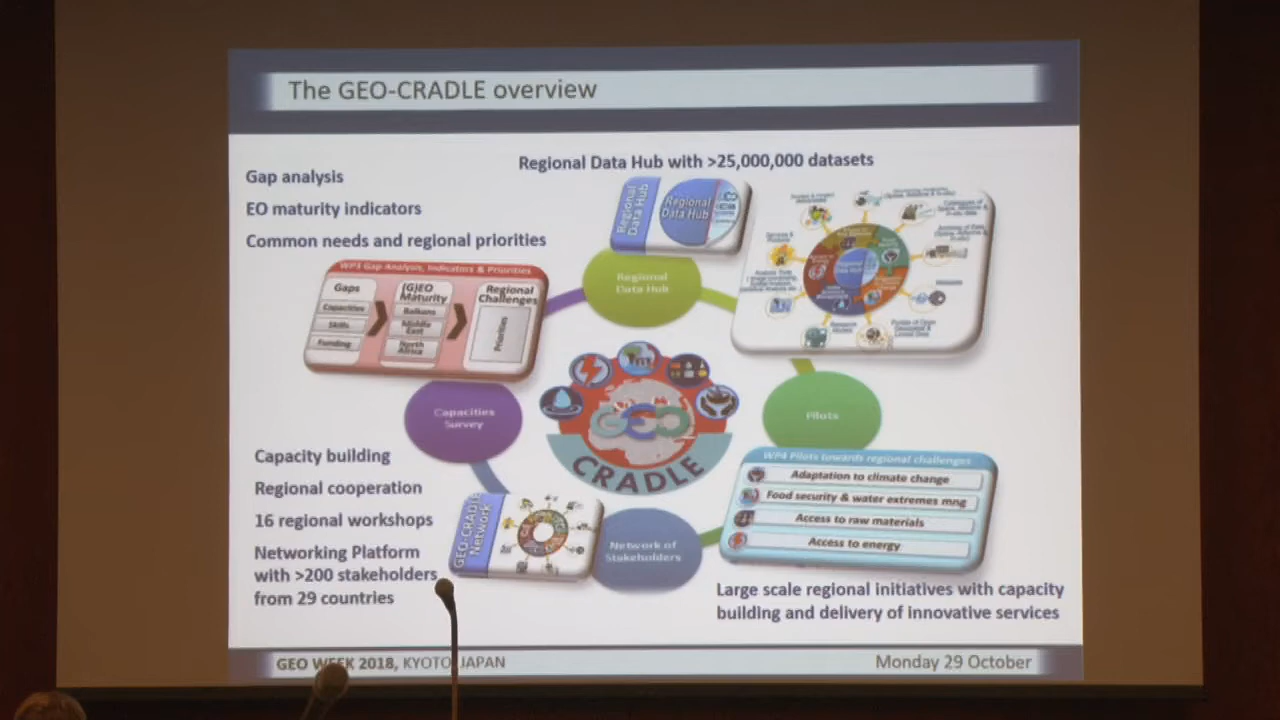 The GEO-CRADLE overview
Regional Data Hub with >25,000,000 datasets
Gap analysis
EO maturity indicators
Common needs and regional priorities
Regional
Data Hub
Regional
Data Hub
Regional
Data Hub
WP3 Gap Analysis, Indicators & Priorities
Gaps
Capacities
Skills
Funding
(G)EO
Maturity
Balkans
Middle
East
North
Africa
Regional
Challenges
Priorities
Regional
Data Hub
Capacities
Survey
GEO
CRADLE
Pilots
WP4 Pilots towards regional challenges
Adaptation to climate change
Food security & water extremes mng
Access to raw materials
Access to energy
Capacity building
Regional cooperation
16 regional workshops
Networking Platform
with >200 stakeholders
from 29 countries
GEO-CRADLE
Network
Network of
Stakeholders
Large scale regional initiatives with capacity
building and delivery of innovative services
GEO WEEK 2018, KYOTO, JAPAN
Monday 29 October